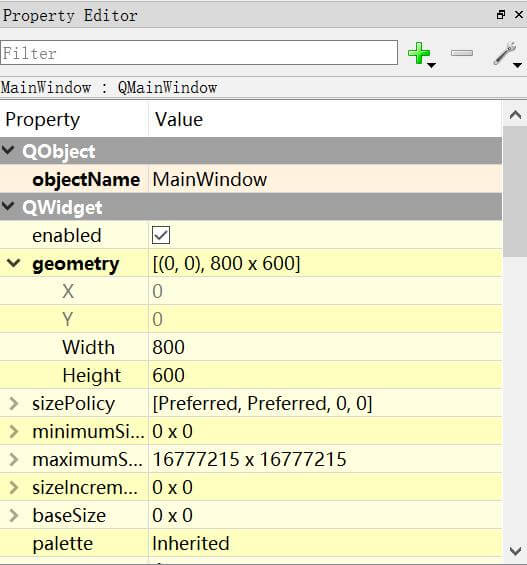 Property Editor
Filter
MainWindow : QMainWindow
Property Value
QObject
objectName MainWindow
QWidget
enabled
geometry [(0, 0), 800 x 600]
X 0
Y 0
Width 800
Height 600
sizePolicy [Preferred, Preferred, 0, 0]
minimumSi... 0 x 0
maximumS... 16777215 x 16777215
sizeIncrem... 0 x 0
baseSize 0 x 0
palette Inherited